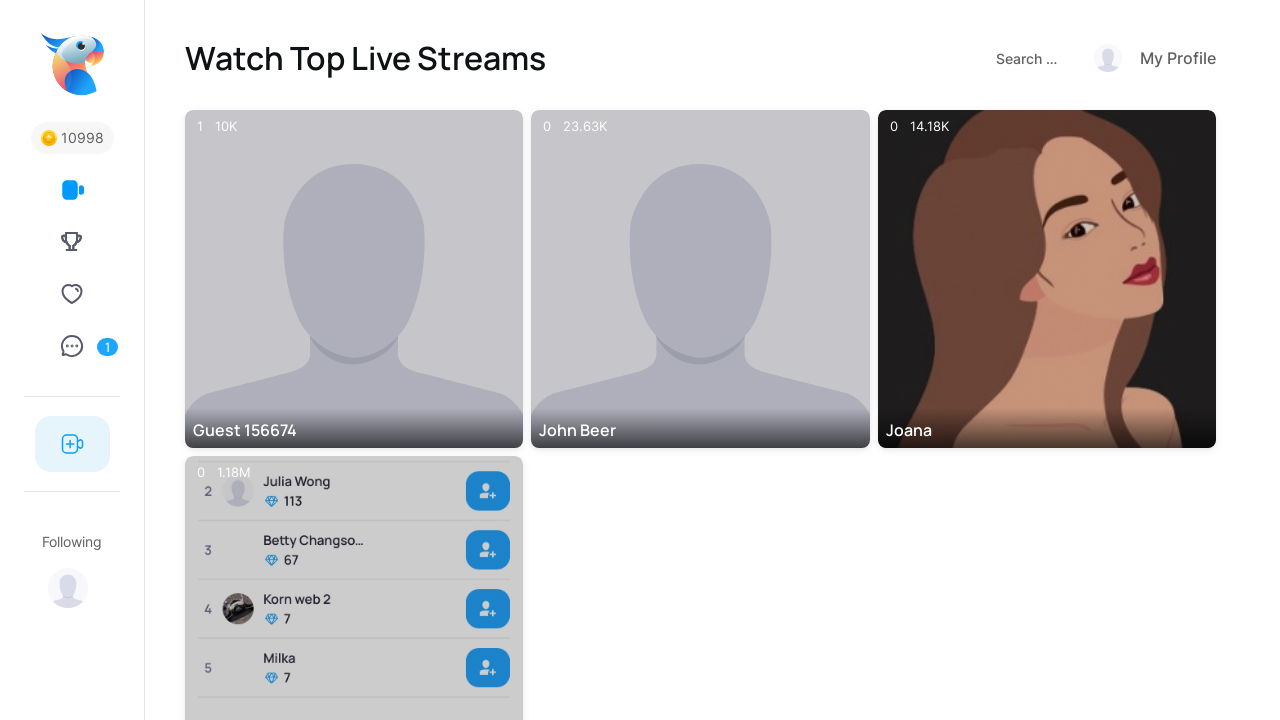 Watch Top Live Streams
Search ...
My Profile
10998
1
Following
1 10K
Guest 156674
0 23.63K
John Beer
0 14.18K
Joana
0 1.18M
2 Julia Wong
113
3 Betty Changso...
67
4 Korn web 2
7
5 Milka
7